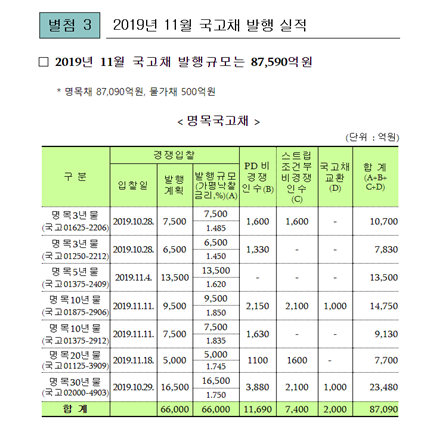 별첨 3
2019년 11월 국고채 발행 실적
□ 2019년 11월 국고채 발행규모는 87,590억원
* 명목채 87,090억원, 물가채 500억원
< 명목국고채 >
(단위 : 억원)
구 분 경쟁입찰 PD 비경쟁인수(B) 스트립조건부비경쟁인수(C) 국고채교환(D) 합 계(A+B+C+D)
입찰일 발행계획 발행규모(가중낙찰금리,%)(A)
명목3년물(국고01625-2206) 2019.10.28. 7,500 7,500 1.485 1,600 1,600 - 10,700
명목3년물(국고01250-2212) 2019.10.28. 6,500 6,500 1.450 1,330 - - 7,830
명목5년물(국고01375-2409) 2019.11.4. 13,500 13,500 1.620 - - - 13,500
명목10년물(국고01875-2906) 2019.11.11. 9,500 9,500 1.850 2,150 2,100 1,000 14,750
명목10년물(국고01375-2912) 2019.11.11. 7,500 7,500 1.835 1,630 - - 9,130
명목20년물(국고01125-3909) 2019.11.18. 5,000 5,000 1.745 1100 1600 - 7,700
명목30년물(국고02000-4903) 2019.10.29. 16,500 16,500 1.750 3,880 2,100 1,000 23,480
합 계 66,000 66,000 11,690 7,400 2,000 87,090